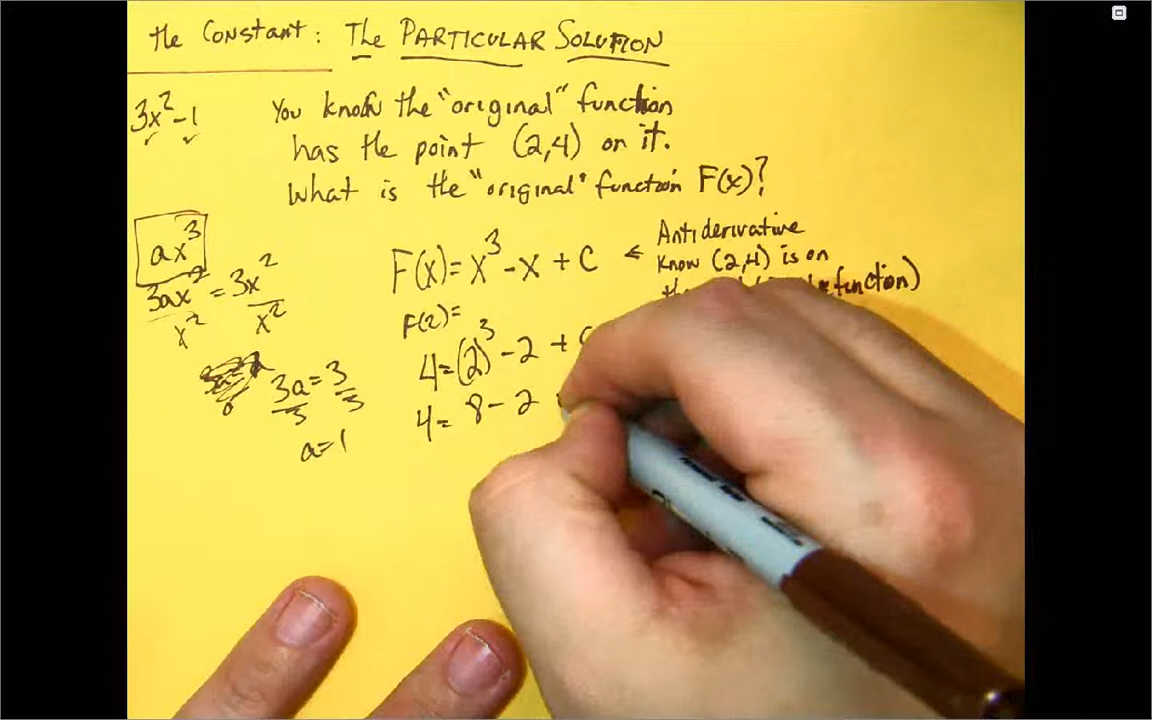 the Constant: The PARTICULAR SOLUTION
3x²-1
You know the "original" function
has the point (2,4) on it.
What is the "original" function F(x)?
ax³
3ax² = 3x²
x² x²
3a=3
3 3
a=1
F(x)=x³-x+C
← Antiderivative
Know (2,4) is on
the function)
F(2)=
4=(2)³-2+C
4=8-2